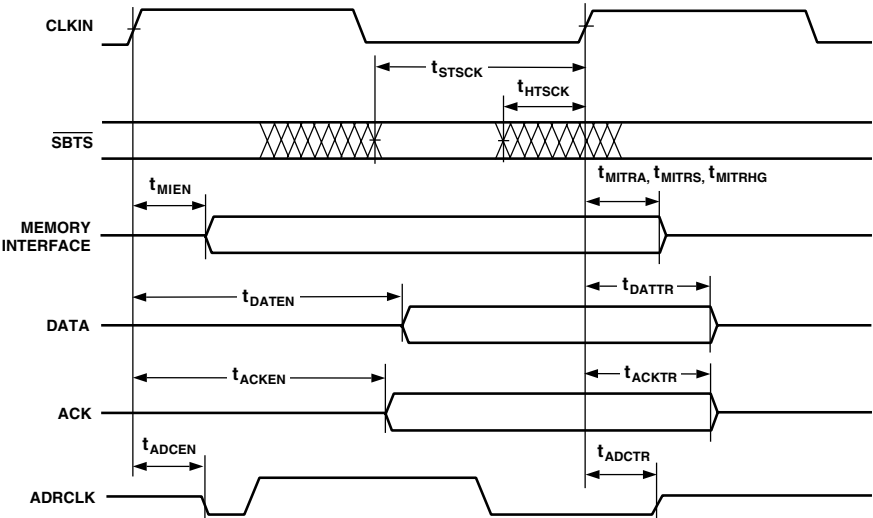 CLKIN
tSTSCK
tHTSCK
SBTS
tMIEN
tMITRA, tMITRS, tMITRHG
MEMORY
INTERFACE
tDATEN
tDATTR
DATA
tACKEN
tACKTR
ACK
tADCEN
tADCTR
ADRCLK